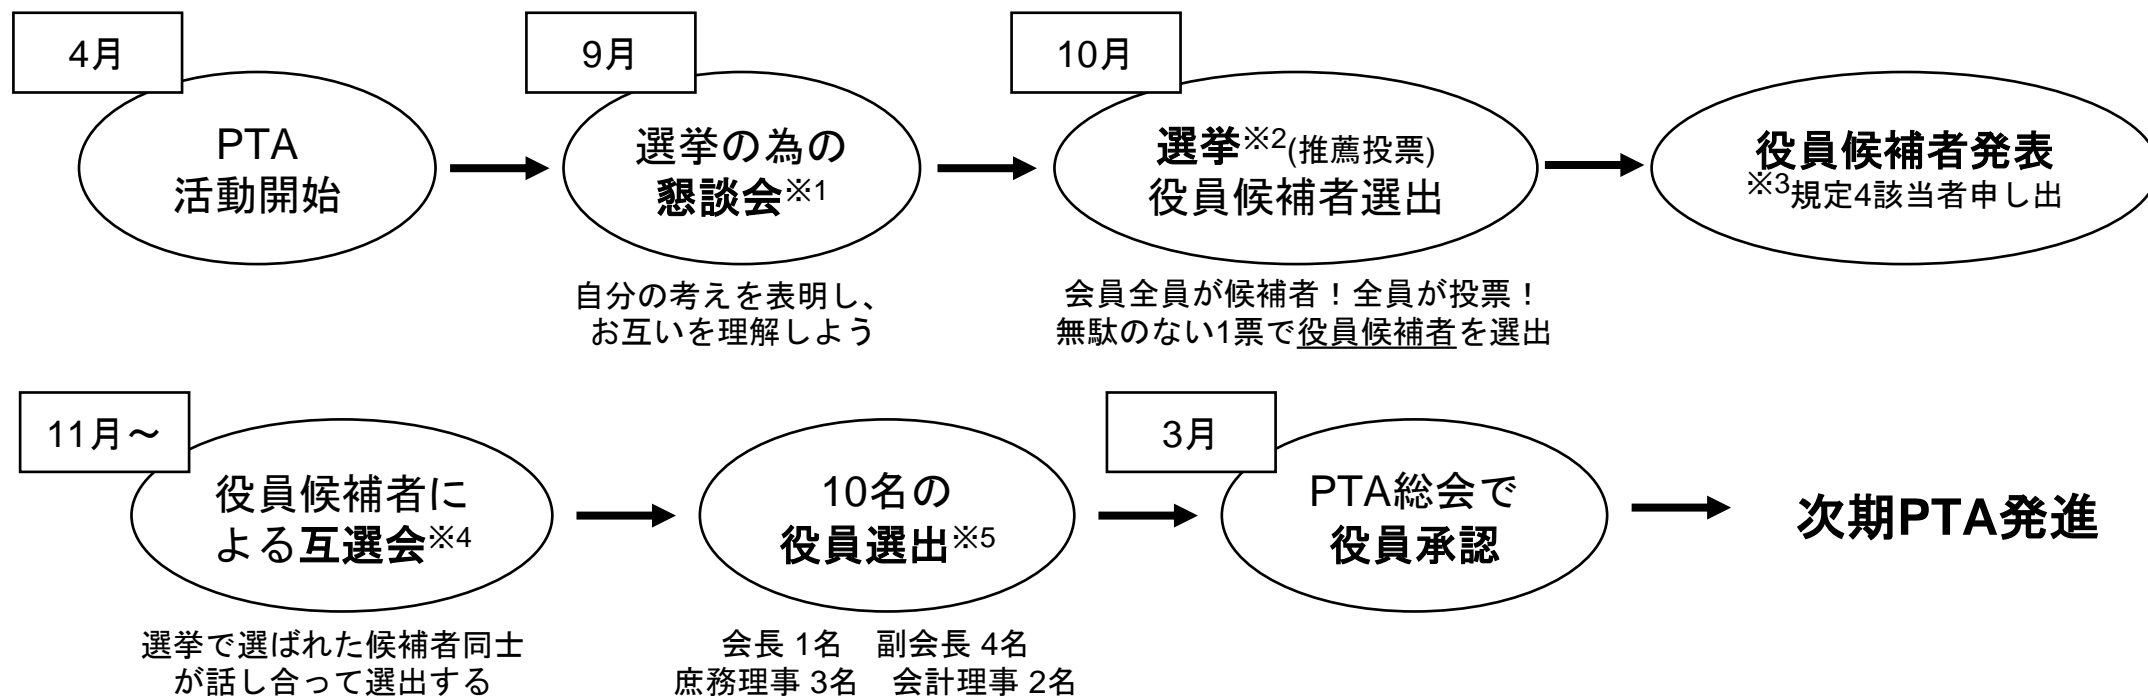 4月
PTA
活動開始
9月
選挙の為の
懇談会※1
自分の考えを表明し、
お互いを理解しよう
10月
選挙※2(推薦投票)
役員候補者選出
会員全員が候補者！全員が投票！
無駄のない1票で役員候補者を選出
役員候補者発表
※3規定4該当者申し出
11月～
役員候補者に
よる互選会※4
選挙で選ばれた候補者同士
が話し合って選出する
10名の
役員選出※5
会長 1名　副会長 4名
庶務理事 3名　会計理事 2名
3月
PTA総会で
役員承認
次期PTA発進